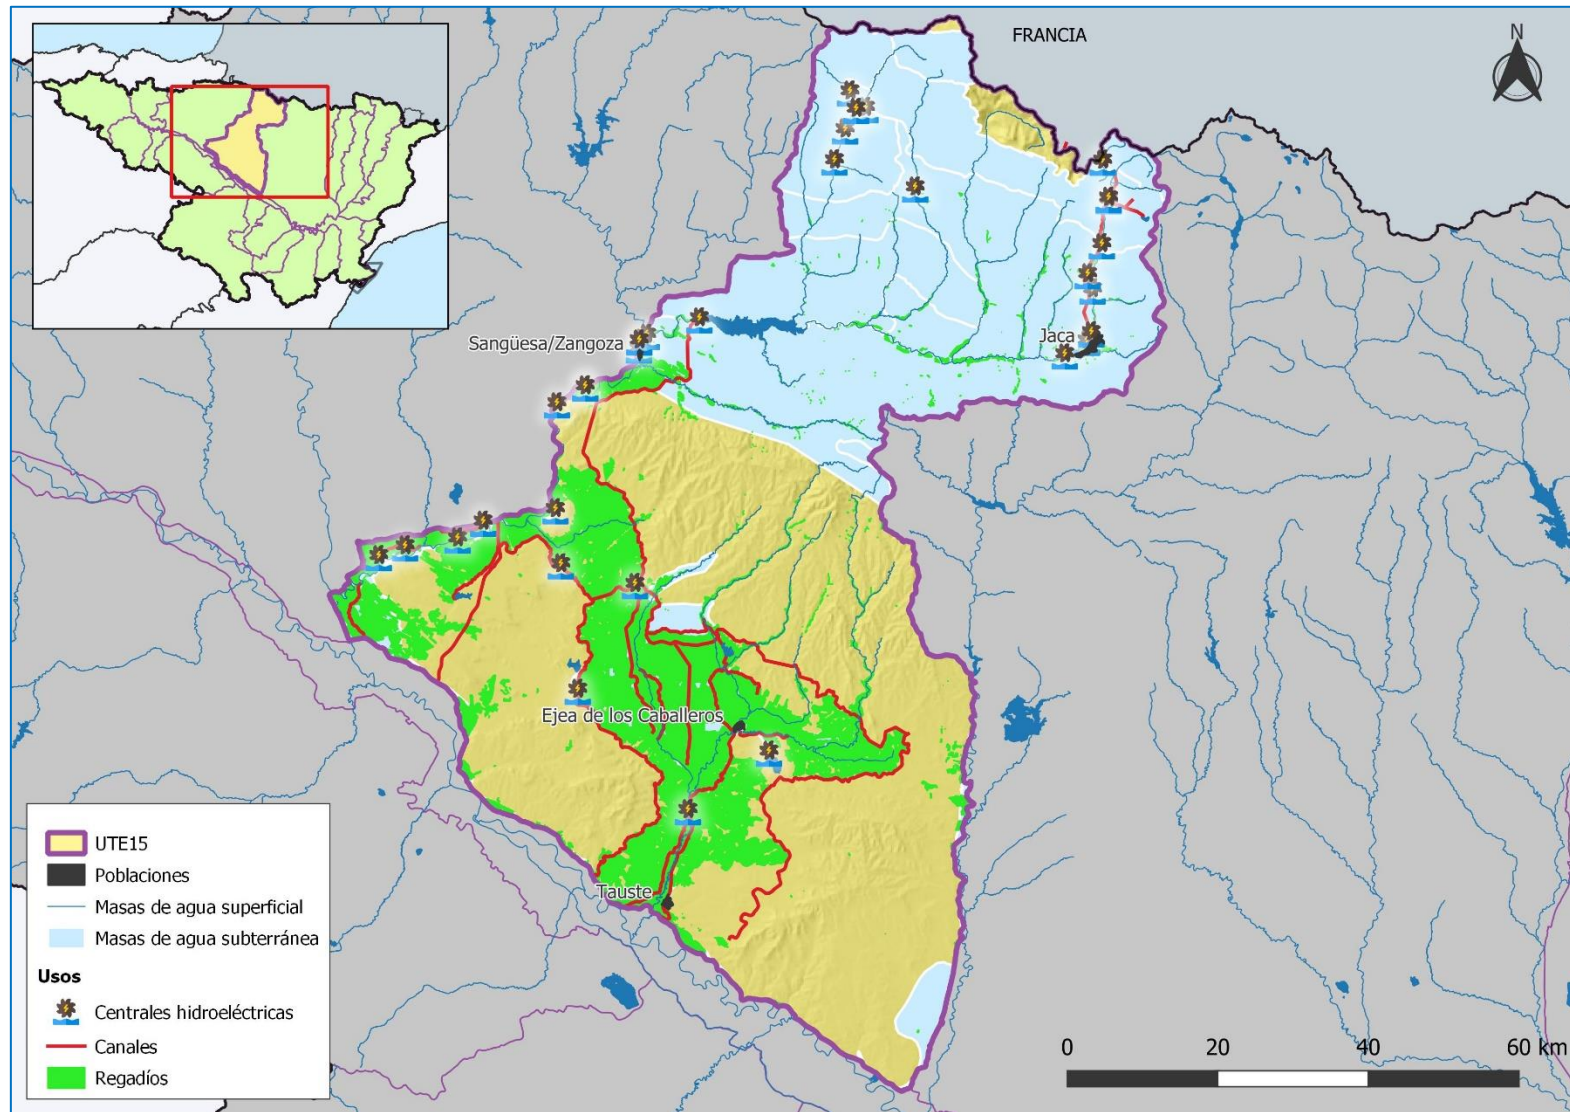 FRANCIA
N
Sangüesa/Zangoza
Jaca
Ejea de los Caballeros
Tauste
UTE15
Poblaciones
Masas de agua superficial
Masas de agua subterránea
Usos
Centrales hidroeléctricas
Canales
Regadíos
0 20 40 60 km